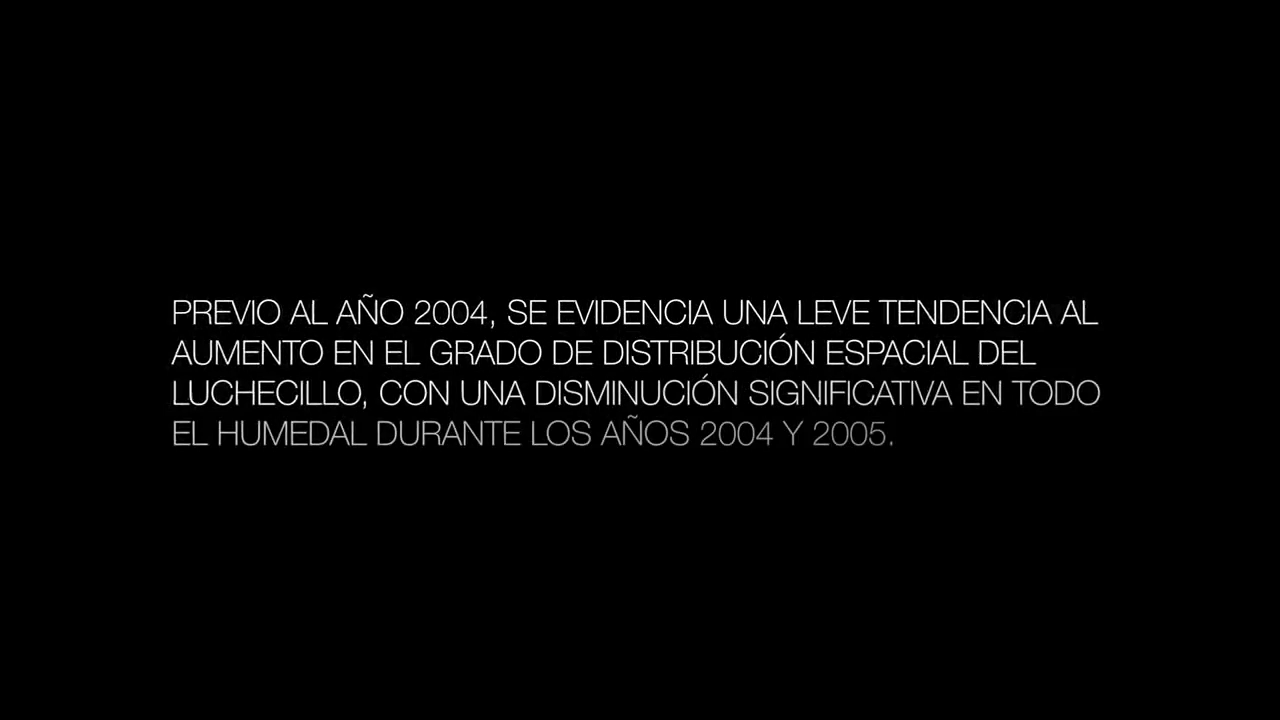 PREVIO AL AÑO 2004, SE EVIDENCIA UNA LEVE TENDENCIA AL
AUMENTO EN EL GRADO DE DISTRIBUCIÓN ESPACIAL DEL
LUCHECILLO, CON UNA DISMINUCIÓN SIGNIFICATIVA EN TODO
EL HUMEDAL DURANTE LOS AÑOS 2004 Y 2005.